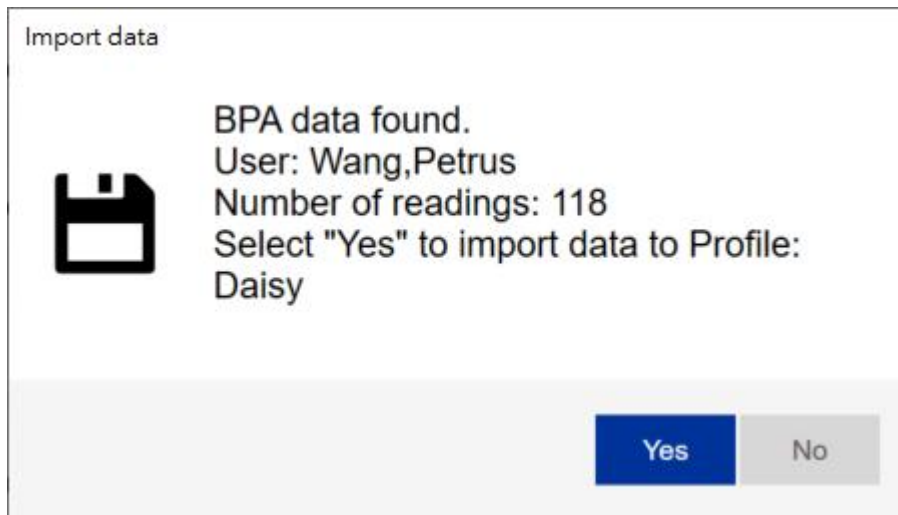 Import data
BPA data found.
User: Wang,Petrus
Number of readings: 118
Select "Yes" to import data to Profile:
Daisy
Yes No